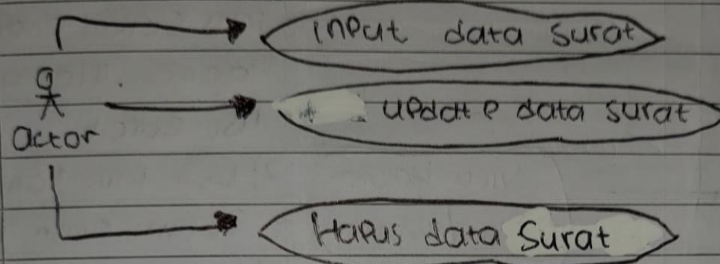 input data surat
actor
update data surat
Hapus data Surat